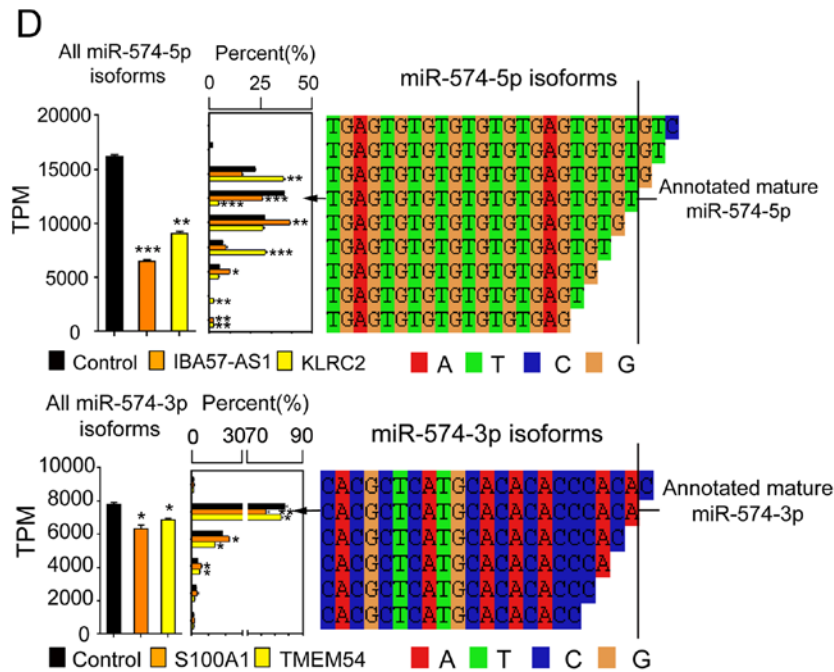 D
All miR-574-5p
isoforms
Percent(%)
0 25 50
miR-574-5p isoforms
TPM
20000
15000
10000
5000
0
***
**
**
***
***
**
***
*
**
**
**
TGAGTGTGTGTGTGTGAGTGTGTGTC
TGAGTGTGTGTGTGTGAGTGTGTGT
TGAGTGTGTGTGTGTGAGTGTGTG
TGAGTGTGTGTGTGTGAGTGTGT
TGAGTGTGTGTGTGTGAGTGTG
TGAGTGTGTGTGTGTGAGTGT
TGAGTGTGTGTGTGTGAGTG
TGAGTGTGTGTGTGTGAGT
TGAGTGTGTGTGTGTGAG
Annotated mature
miR-574-5p
Control IBA57-AS1 KLRC2
A T C G
All miR-574-3p
isoforms
Percent(%)
0 30 70 90
miR-574-3p isoforms
TPM
10000
8000
6000
4000
2000
0
*
*
*
*
*
*
CACGCTCATGCACACACCCACAC
CACGCTCATGCACACACCCACA
CACGCTCATGCACACACCCAC
CACGCTCATGCACACACCCA
CACGCTCATGCACACACCC
CACGCTCATGCACACACC
Annotated mature
miR-574-3p
Control S100A1 TMEM54
A T C G